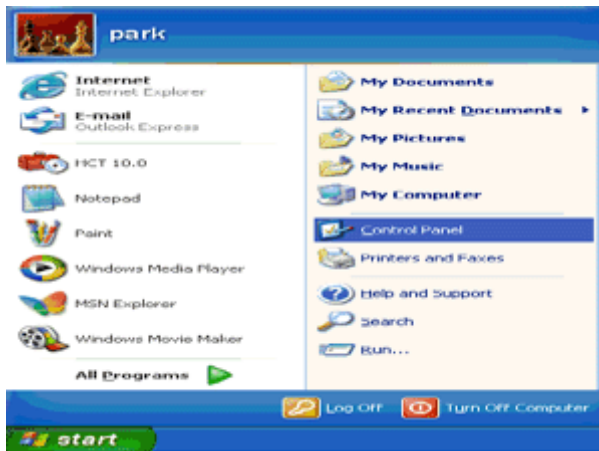 park
Internet
Internet Explorer
E-mail
Outlook Express
HCT 10.0
Notepad
Paint
Windows Media Player
MSN Explorer
Windows Movie Maker
All Programs
My Documents
My Recent Documents
My Pictures
My Music
My Computer
Control Panel
Printers and Faxes
Help and Support
Search
Run...
Log Off
Turn Off Computer
start